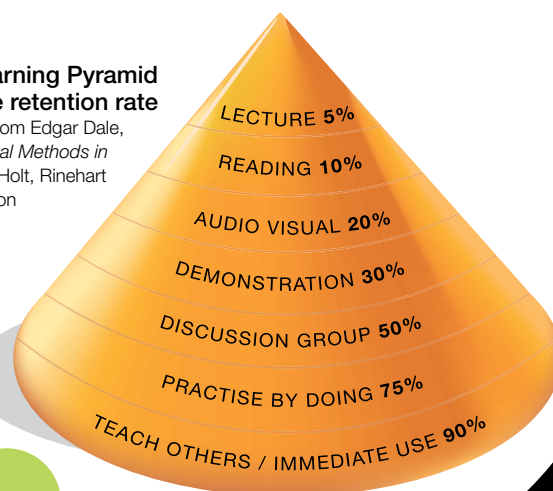 arning Pyramid
e retention rate
om Edgar Dale,
al Methods in
Holt, Rinehart
on
LECTURE 5%
READING 10%
AUDIO VISUAL 20%
DEMONSTRATION 30%
DISCUSSION GROUP 50%
PRACTISE BY DOING 75%
TEACH OTHERS / IMMEDIATE USE 90%